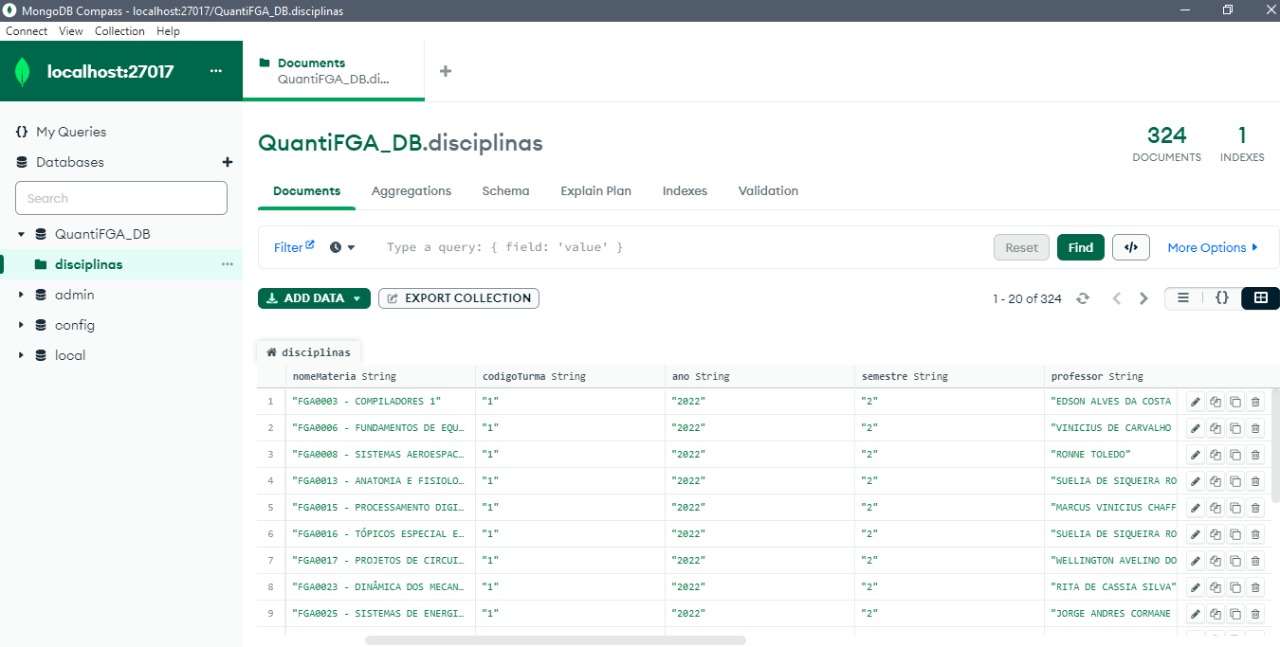 MongoDB Compass - localhost:27017/QuantiFGA_DB.disciplinas
Connect View Collection Help
localhost:27017 ...
Documents
QuantiFGA_DB.di...
+
{} My Queries
Databases +
Search
QuantiFGA_DB
disciplinas ...
admin
config
local
QuantiFGA_DB.disciplinas
324
DOCUMENTS
1
INDEXES
Documents Aggregations Schema Explain Plan Indexes Validation
Filter Type a query: { field: 'value' } Reset Find </> More Options
ADD DATA EXPORT COLLECTION 1 - 20 of 324 {}
disciplinas
nomeMateria String codigoTurma String ano String semestre String professor String
1 "FGA0003 - COMPILADORES 1" "1" "2022" "2" "EDSON ALVES DA COSTA
2 "FGA0006 - FUNDAMENTOS DE EQU... "1" "2022" "2" "VINICIUS DE CARVALHO
3 "FGA0008 - SISTEMAS AEROESPAC... "1" "2022" "2" "RONNE TOLEDO"
4 "FGA0013 - ANATOMIA E FISIOLO... "1" "2022" "2" "SUELIA DE SIQUEIRA RO
5 "FGA0015 - PROCESSAMENTO DIGI... "1" "2022" "2" "MARCUS VINICIUS CHAFF
6 "FGA0016 - TÓPICOS ESPECIAL E... "1" "2022" "2" "SUELIA DE SIQUEIRA RO
7 "FGA0017 - PROJETOS DE CIRCUI... "1" "2022" "2" "WELLINGTON AVELINO DO
8 "FGA0023 - DINÂMICA DOS MECAN... "1" "2022" "2" "RITA DE CASSIA SILVA"
9 "FGA0025 - SISTEMAS DE ENERGI... "1" "2022" "2" "JORGE ANDRES CORMANE